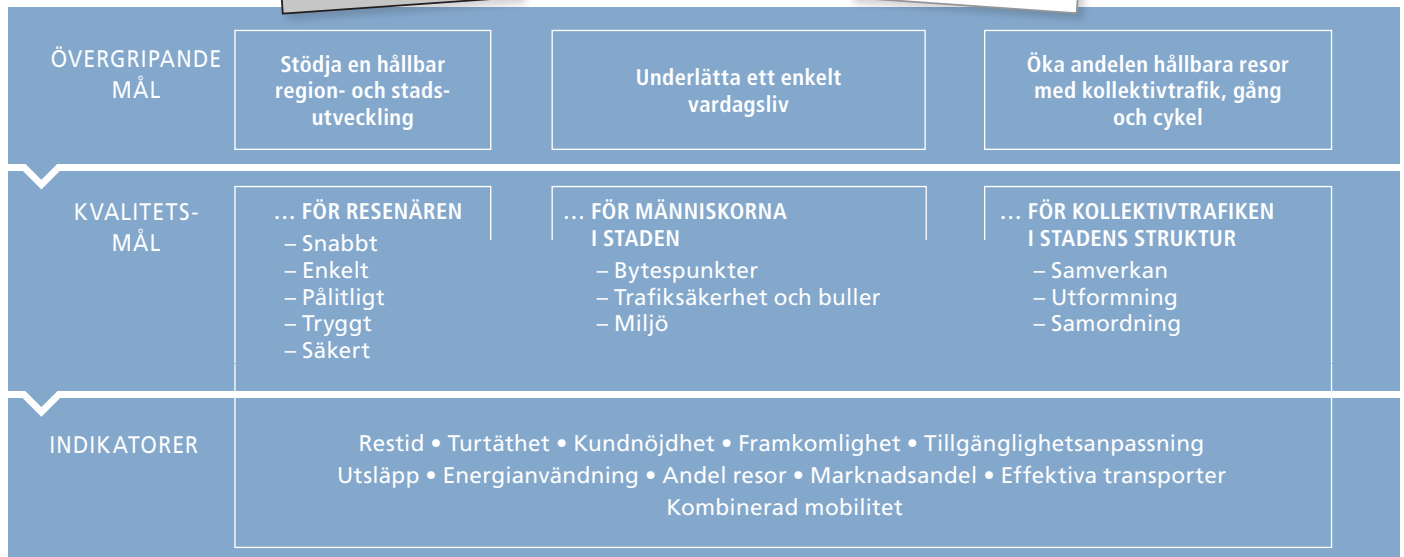 ÖVERGRIPANDE
MÅL
Stödja en hållbar
region- och stads-
utveckling
Underlätta ett enkelt
vardagsliv
Öka andelen hållbara resor
med kollektivtrafik, gång
och cykel
KVALITETS-
MÅL
... FÖR RESENÄREN
– Snabbt
– Enkelt
– Pålitligt
– Tryggt
– Säkert
... FÖR MÄNNISKORNA
I STADEN
– Bytespunkter
– Trafiksäkerhet och buller
– Miljö
... FÖR KOLLEKTIVTRAFIKEN
I STADENS STRUKTUR
– Samverkan
– Utformning
– Samordning
INDIKATORER
Restid • Turtäthet • Kundnöjdhet • Framkomlighet • Tillgänglighetsanpassning
Utsläpp • Energianvändning • Andel resor • Marknadsandel • Effektiva transporter
Kombinerad mobilitet